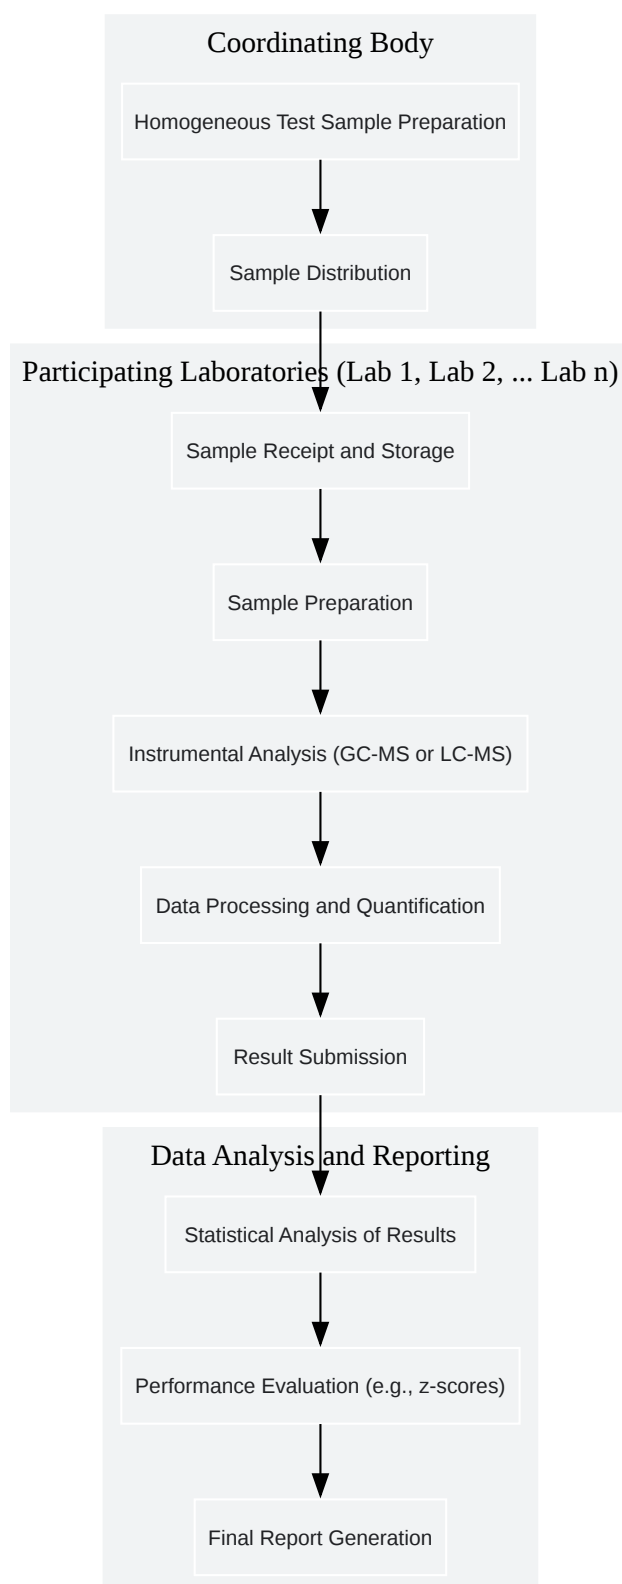 Coordinating Body
Homogeneous Test Sample Preparation
Sample Distribution
Participating Laboratories (Lab 1, Lab 2, ... Lab n)
Sample Receipt and Storage
Sample Preparation
Instrumental Analysis (GC-MS or LC-MS)
Data Processing and Quantification
Result Submission
Data Analysis and Reporting
Statistical Analysis of Results
Performance Evaluation (e.g., z-scores)
Final Report Generation